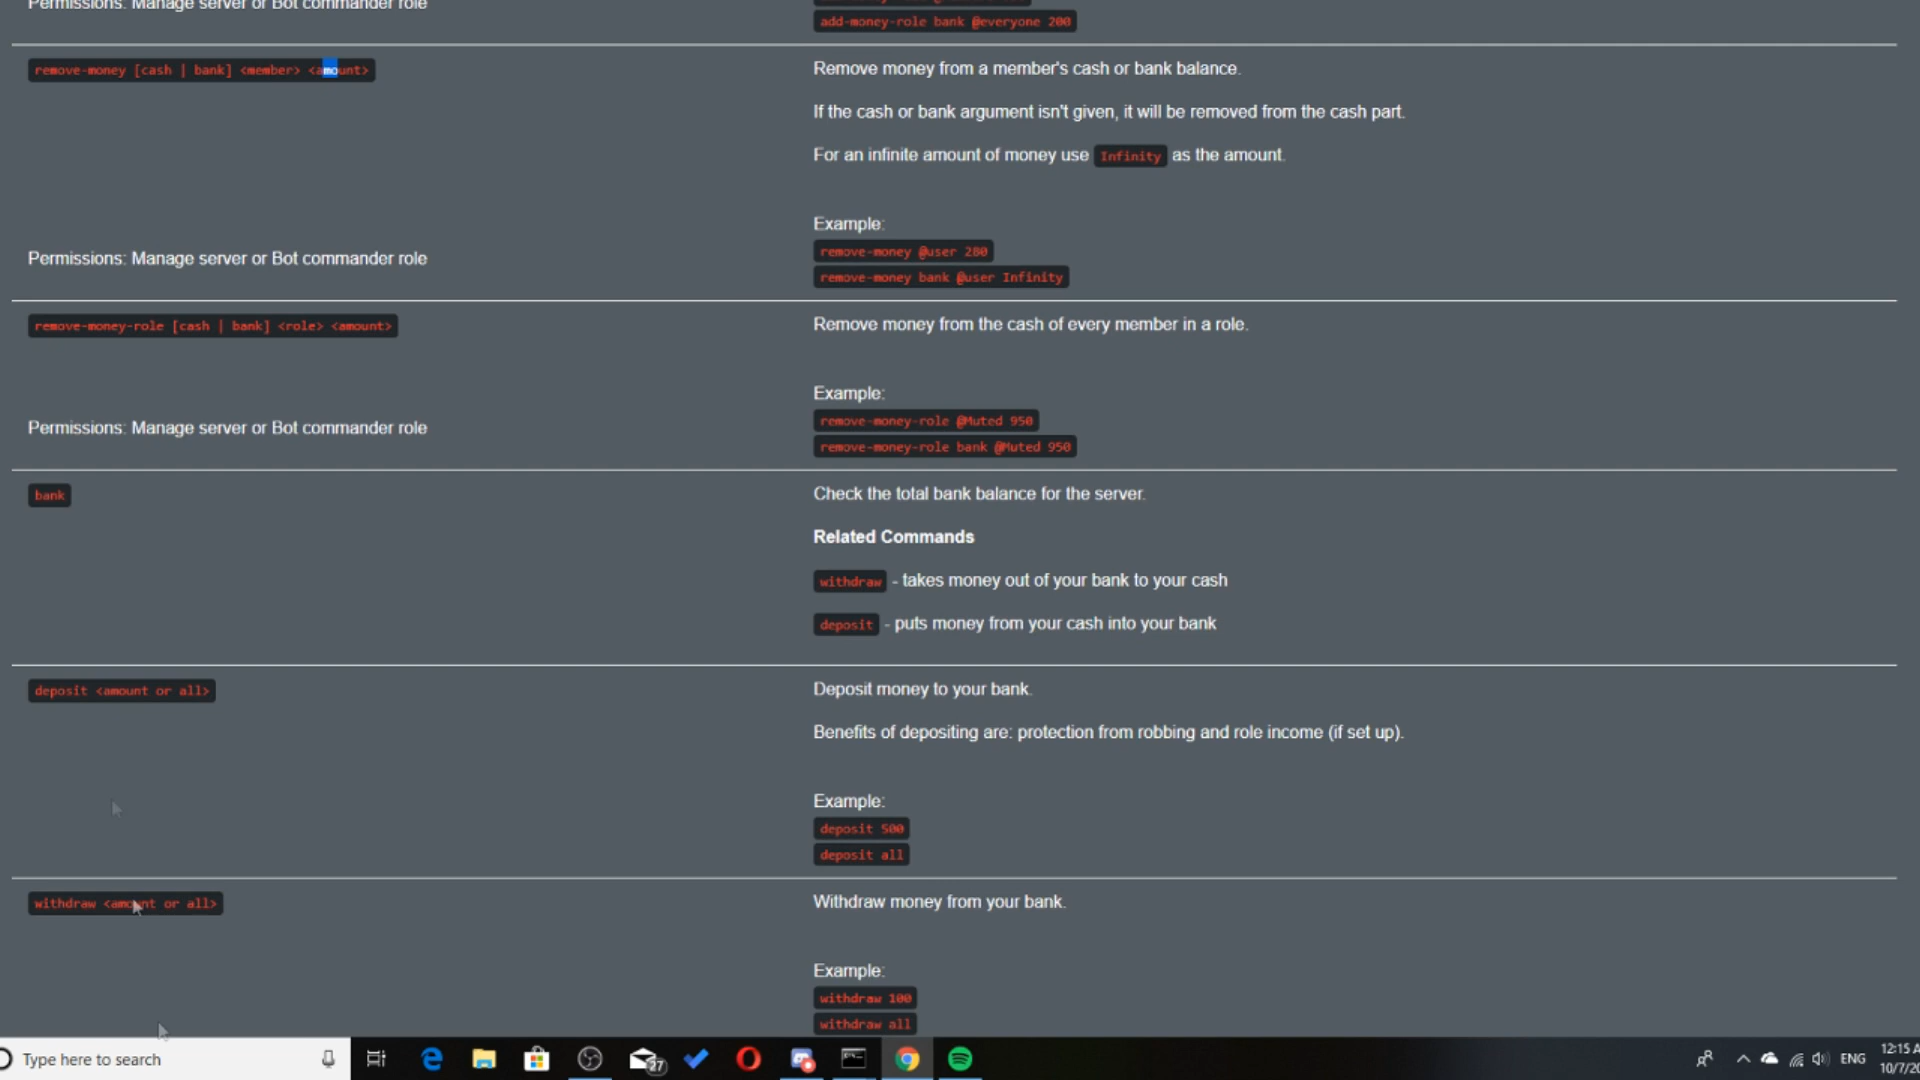 Permissions: Manage server or Bot commander role
add-money-role bank @everyone 200
remove-money [cash | bank] <member> <amount>
Remove money from a member's cash or bank balance.
If the cash or bank argument isn't given, it will be removed from the cash part.
For an infinite amount of money use Infinity as the amount.
Example:
remove-money @user 280
Permissions: Manage server or Bot commander role
remove-money bank @user Infinity
remove-money-role [cash | bank] <role> <amount>
Remove money from the cash of every member in a role.
Example:
remove-money-role @Muted 950
Permissions: Manage server or Bot commander role
remove-money-role bank @Muted 950
bank
Check the total bank balance for the server.
Related Commands
withdraw - takes money out of your bank to your cash
deposit - puts money from your cash into your bank
deposit <amount or all>
Deposit money to your bank.
Benefits of depositing are: protection from robbing and role income (if set up).
Example:
deposit 500
deposit all
withdraw <amount or all>
Withdraw money from your bank.
Example:
withdraw 100
withdraw all
Type here to search
27
ENG
12:15 A
10/7/20